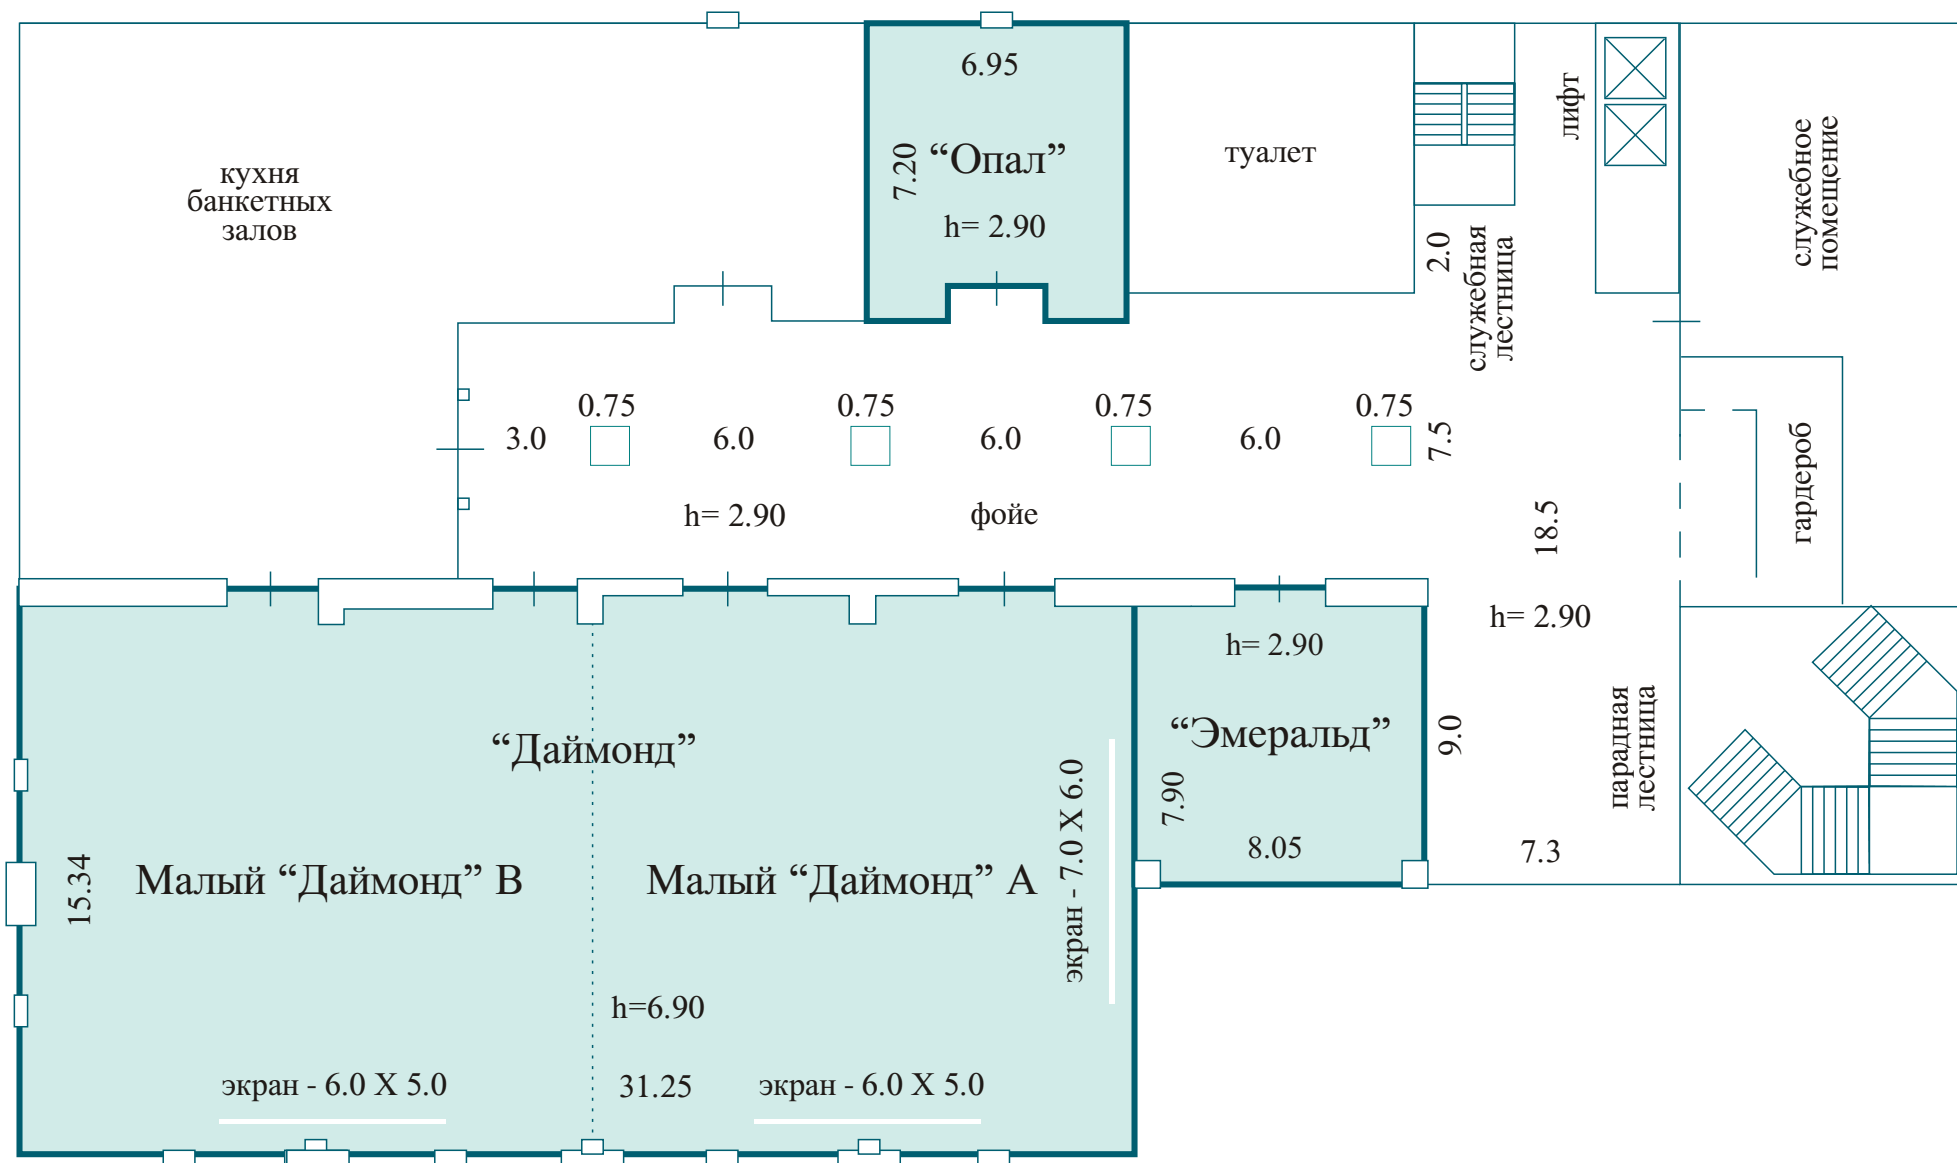 6.95
7.20
“Опал”
h= 2.90
кухня
банкетных
залов
туалет
лифт
служебное
помещение
2.0
служебная
лестница
0.75
0.75
0.75
0.75
3.0
6.0
6.0
6.0
7.5
гардероб
h= 2.90
фойе
18.5
h= 2.90
h= 2.90
“Эмеральд”
7.90
8.05
9.0
парадная
лестница
7.3
“Даймонд”
экран - 7.0 X 6.0
15.34
Малый “Даймонд” В
Малый “Даймонд” А
h=6.90
экран - 6.0 X 5.0
31.25
экран - 6.0 X 5.0